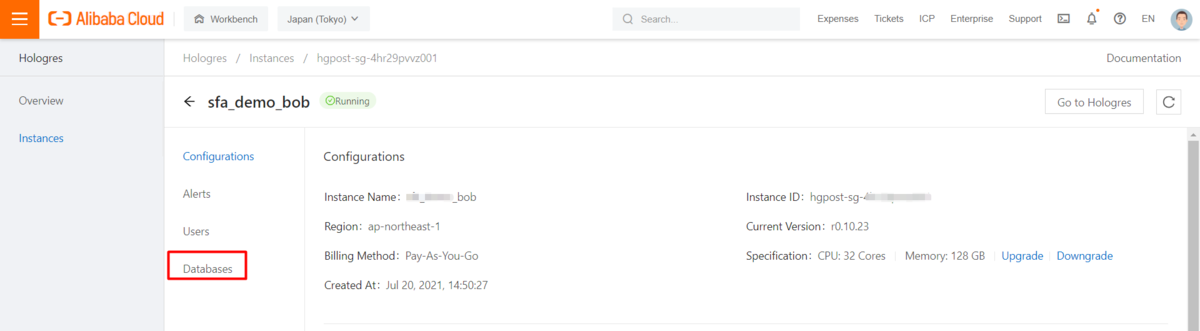 Alibaba Cloud Workbench Japan (Tokyo) Search... Expenses Tickets ICP Enterprise Support EN
Hologres Hologres / Instances / hgpost-sg-4hr29pvvz001 Documentation
Overview
Instances
sfa_demo_bob Running Go to Hologres
Configurations
Alerts
Users
Databases
Configurations
Instance Name: _bob Instance ID: hgpost-sg-
Region: ap-northeast-1 Current Version: r0.10.23
Billing Method: Pay-As-You-Go Specification: CPU: 32 Cores Memory: 128 GB Upgrade Downgrade
Created At: Jul 20, 2021, 14:50:27